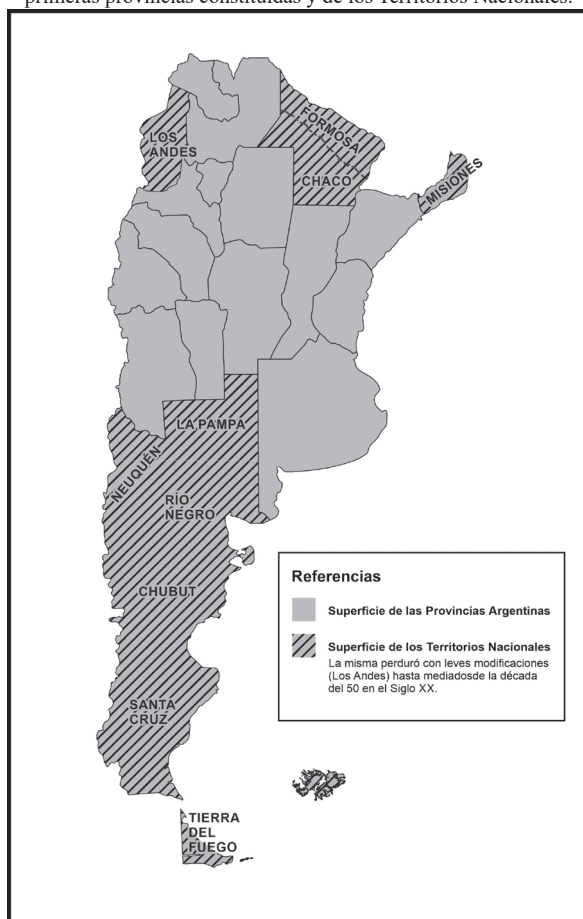 primeras provincias constituidas y de los Territorios Nacionales.
LOS
ANDES
FORMOSA
CHACO
MISIONES
LA PAMPA
NEUQUÉN
RÍO
NEGRO
CHUBUT
SANTA
CRUZ
TIERRA
DEL
FUEGO
Referencias
Superficie de las Provincias Argentinas
Superficie de los Territorios Nacionales
La misma perduró con leves modificaciones
(Los Andes) hasta mediadosde la década
del 50 en el Siglo XX.